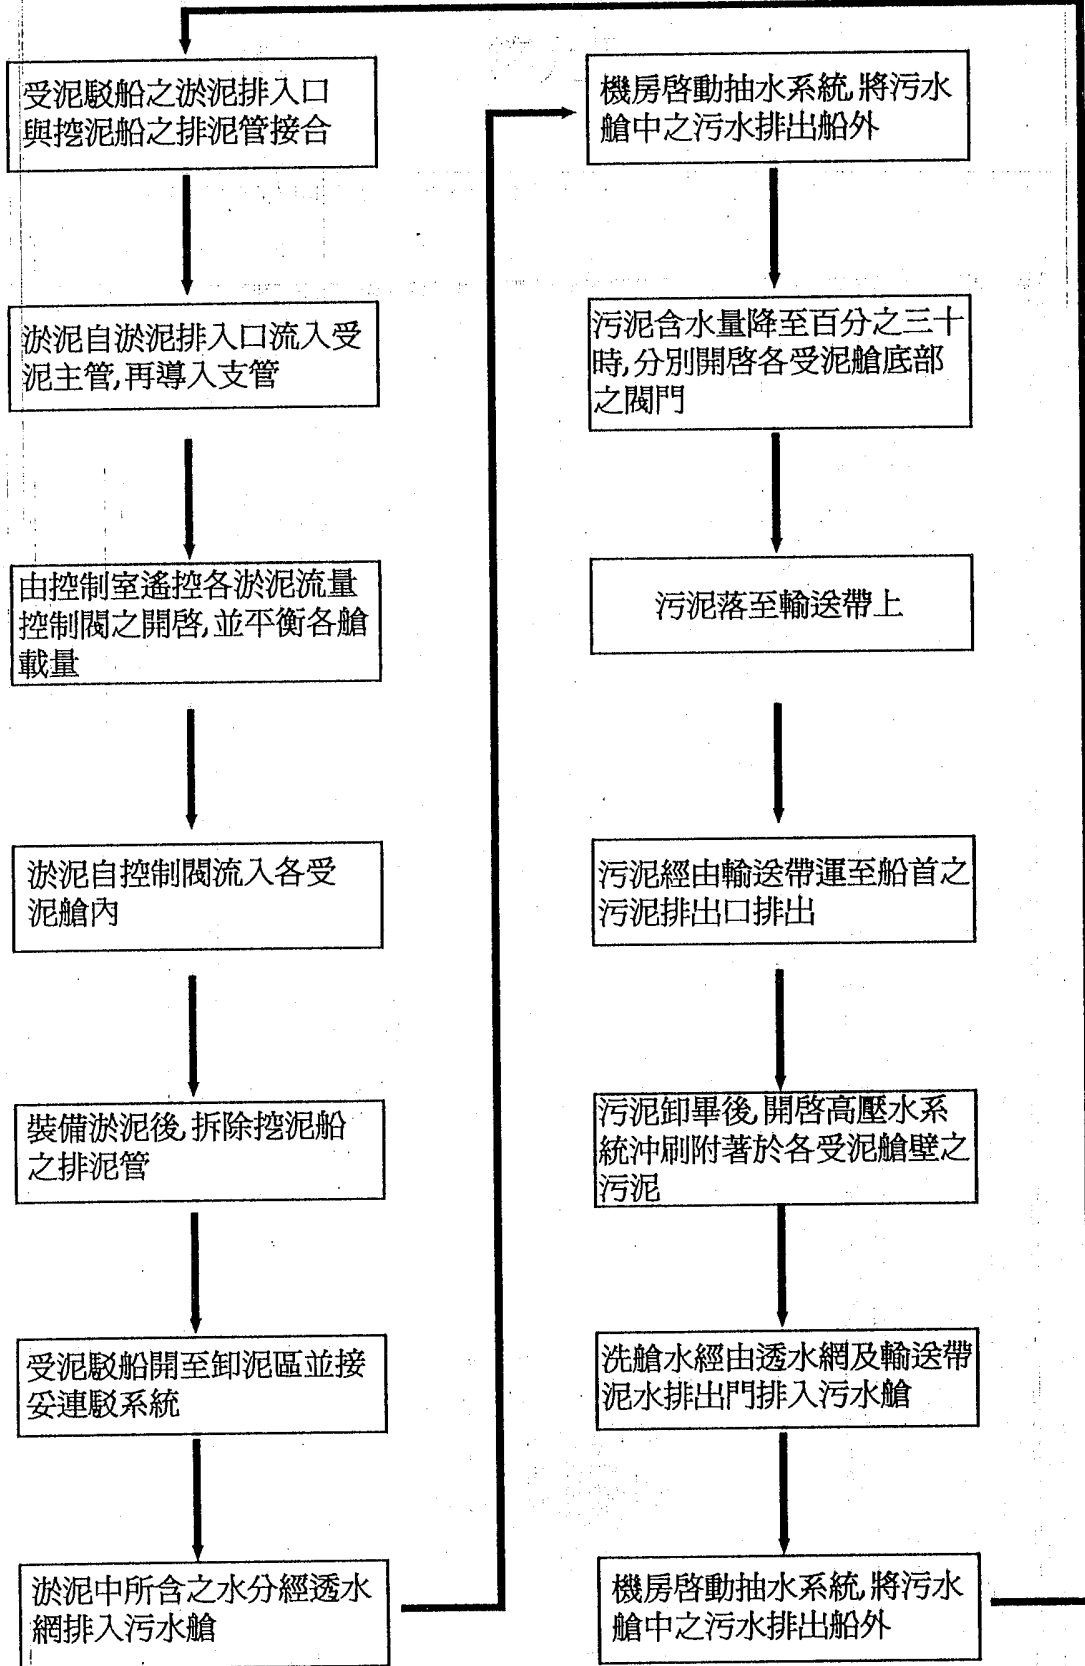 受泥駁船之淤泥排入口
與挖泥船之排泥管接合
淤泥自淤泥排入口流入受
泥主管,再導入支管
由控制室遙控各淤泥流量
控制閥之開啓,並平衡各艙
載量
淤泥自控制閥流入各受
泥艙內
裝備淤泥後,拆除挖泥船
之排泥管
受泥駁船開至卸泥區並接
妥連駁系統
淤泥中所含之水分經透水
網排入污水艙
機房啓動抽水系統,將污水
艙中之污水排出船外
污泥含水量降至百分之三十
時,分別開啓各受泥艙底部
之閥門
污泥落至輸送帶上
污泥經由輸送帶運至船首之
污泥排出口排出
污泥卸畢後,開啓高壓水系
統沖刷附著於各受泥艙壁之
污泥
洗艙水經由透水網及輸送帶
泥水排出門排入污水艙
機房啓動抽水系統,將污水
艙中之污水排出船外